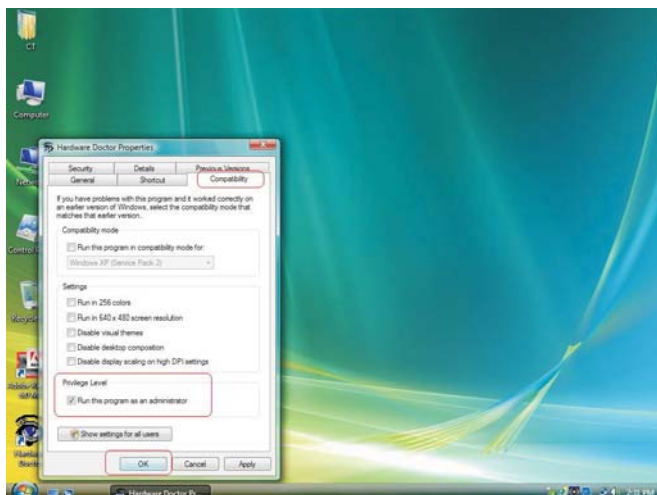 CT
Computer
Hardware Doctor Properties
Security Details Previous Versions
General Shortcut Compatibility
If you have problems with this program and it worked correctly on
an earlier version of Windows, select the compatibility mode that
matches that earlier version.
Compatibility mode
Run this program in compatibility mode for:
Windows XP (Service Pack 2)
Settings
Run in 256 colors
Run in 640 x 480 screen resolution
Disable visual themes
Disable desktop composition
Disable display scaling on high DPI settings
Privilege Level
Run this program as an administrator
Show settings for all users
OK Cancel Apply
Hardware Doctor Pr...